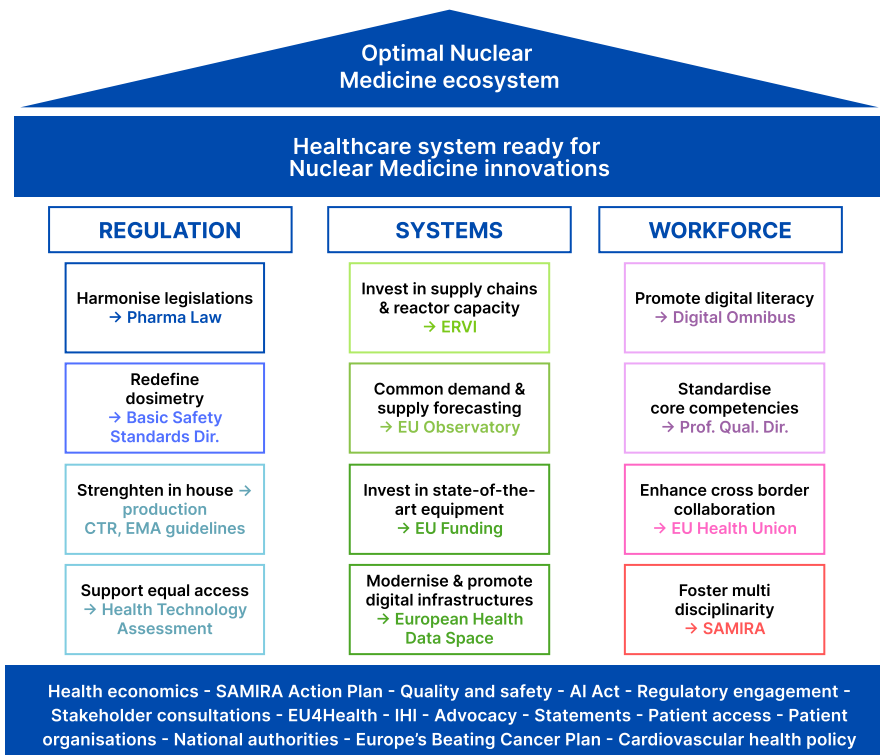 Optimal Nuclear
Medicine ecosystem
Healthcare system ready for
Nuclear Medicine innovations
REGULATION
Harmonise legislations
→ Pharma Law
Redefine
dosimetry
→ Basic Safety
Standards Dir.
Strenghten in house →
production
CTR, EMA guidelines
Support equal access
→ Health Technology
Assessment
SYSTEMS
Invest in supply chains
& reactor capacity
→ ERVI
Common demand &
supply forecasting
→ EU Observatory
Invest in state-of-the-
art equipment
→ EU Funding
Modernise & promote
digital infrastructures
→ European Health
Data Space
WORKFORCE
Promote digital literacy
→ Digital Omnibus
Standardise
core competencies
→ Prof. Qual. Dir.
Enhance cross border
collaboration
→ EU Health Union
Foster multi
disciplinarity
→ SAMIRA
Health economics - SAMIRA Action Plan - Quality and safety - AI Act - Regulatory engagement -
Stakeholder consultations - EU4Health - IHI - Advocacy - Statements - Patient access - Patient
organisations - National authorities - Europe's Beating Cancer Plan - Cardiovascular health policy